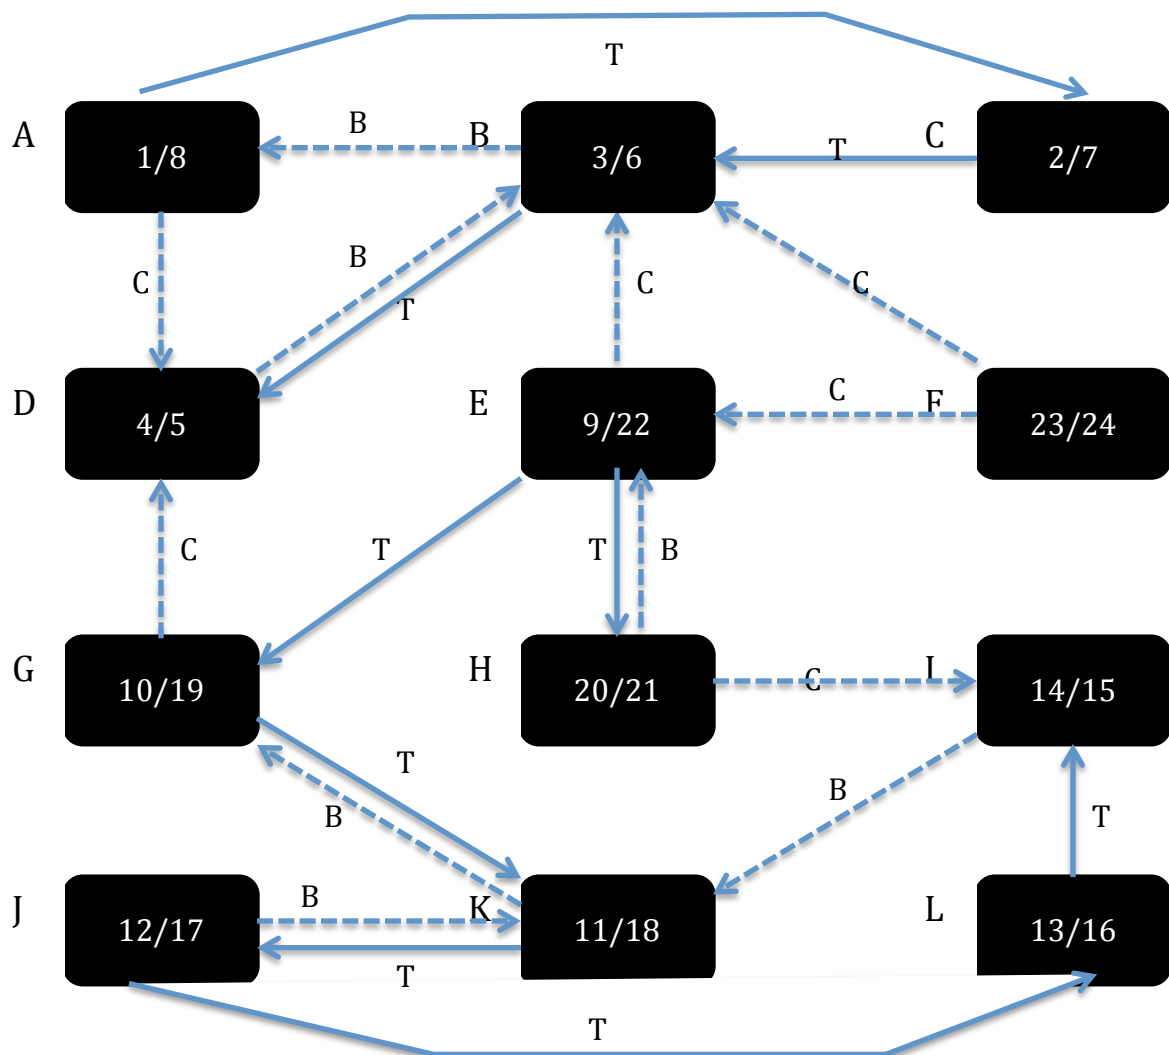 T
A 1/8 B B 3/6 T C 2/7
C B T C C
D 4/5 E 9/22 C F 23/24
C T T B
G 10/19 H 20/21 C I 14/15
T B B T
J 12/17 B K 11/18 L 13/16
T
T